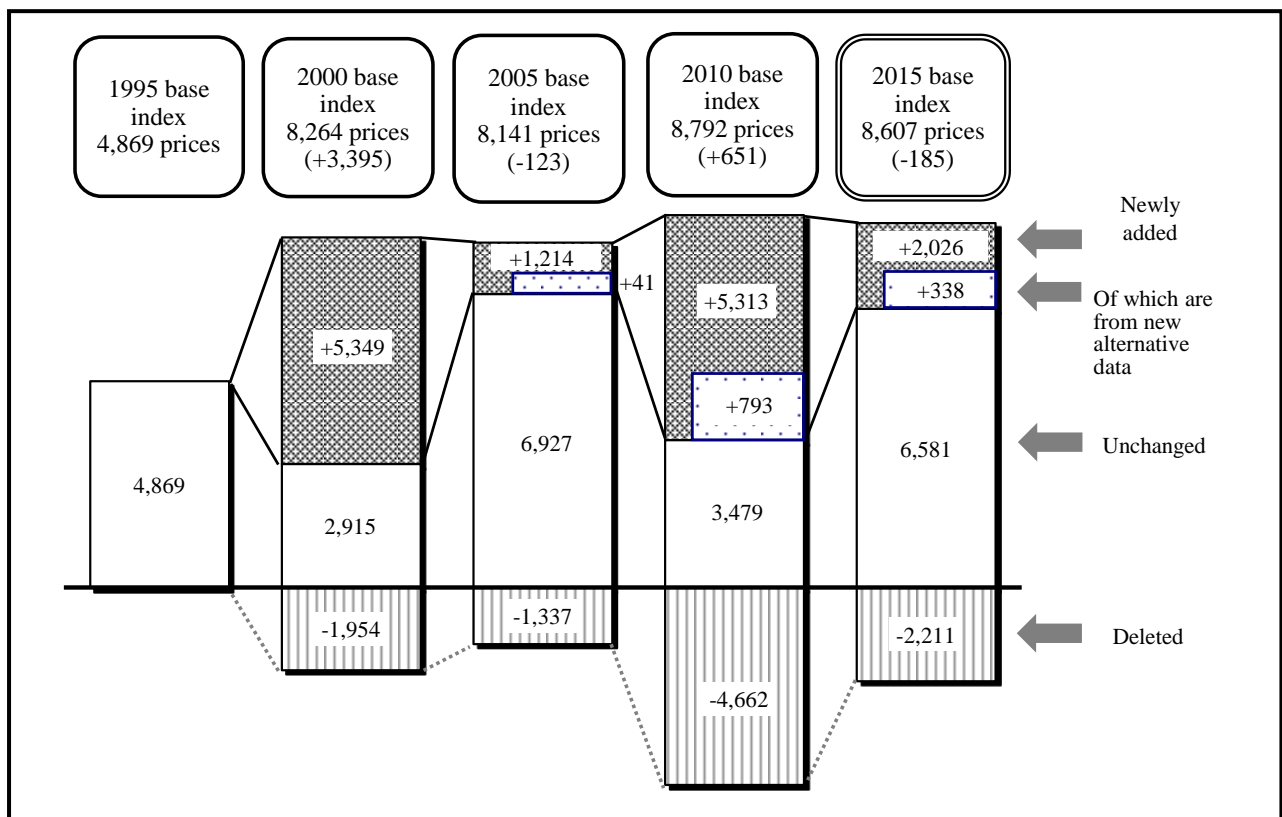 1995 base
index
4,869 prices
2000 base
index
8,264 prices
(+3,395)
2005 base
index
8,141 prices
(-123)
2010 base
index
8,792 prices
(+651)
2015 base
index
8,607 prices
(-185)
Newly
added
+2,026
+1,214
+41
+338
Of which are
from new
alternative
data
+5,313
+5,349
+793
6,927
6,581
Unchanged
4,869
2,915
3,479
-1,954
-1,337
-2,211
Deleted
-4,662